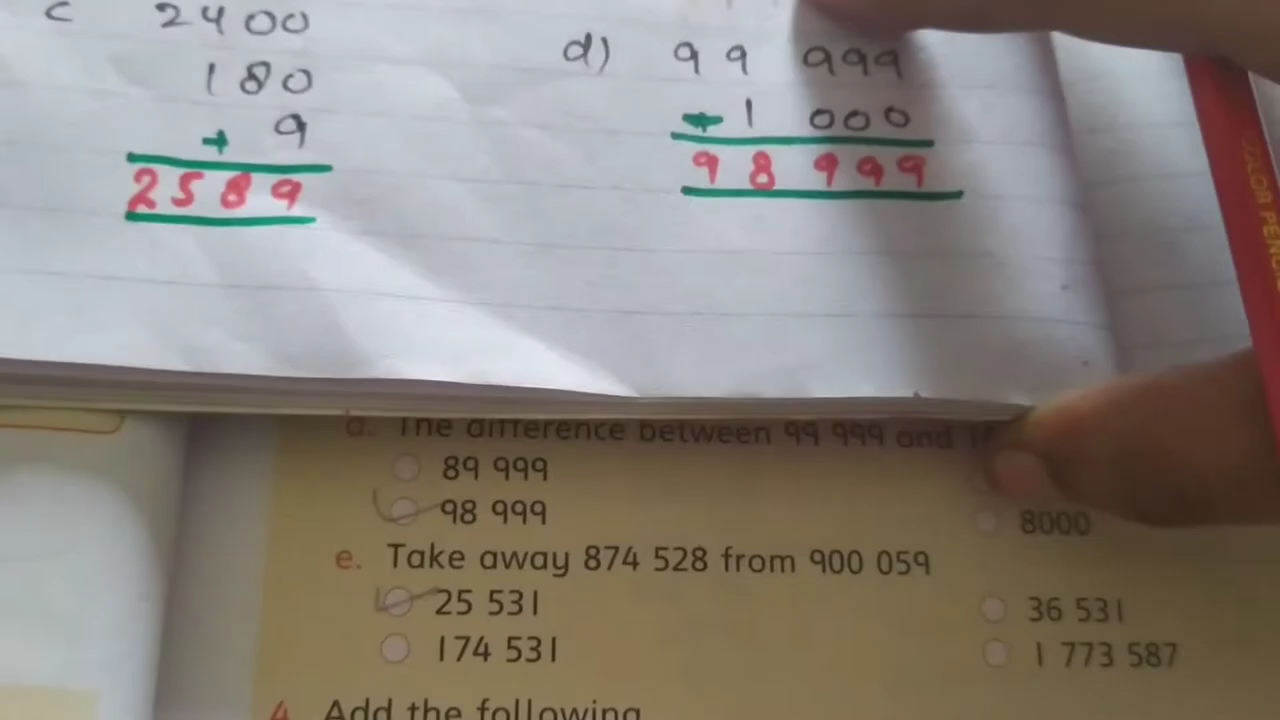 c 2400
180
+ 9
2589
d) 99 999
+ 1 000
98 999
d. The difference between 99 999 and
89 999
98 999
8000
e. Take away 874 528 from 900 059
25 531
36 531
174 531
1 773 587
4. Add the following